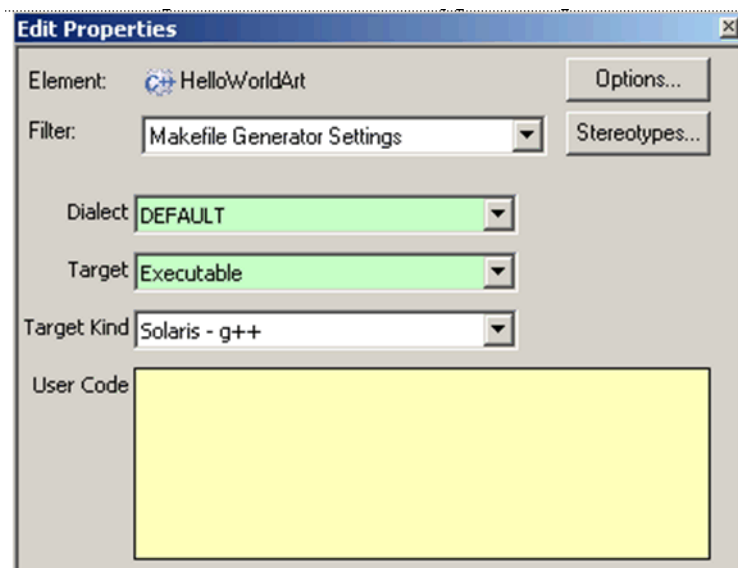 Edit Properties
Element: C++ HelloWorldArt Options...
Filter: Makefile Generator Settings Stereotypes...
Dialect DEFAULT
Target Executable
Target Kind Solaris - g++
User Code